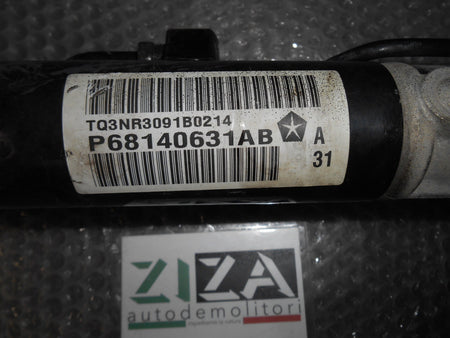 TQ3NR3091B0214
P68140631AB
A
31
ZIZA
autodemolitori